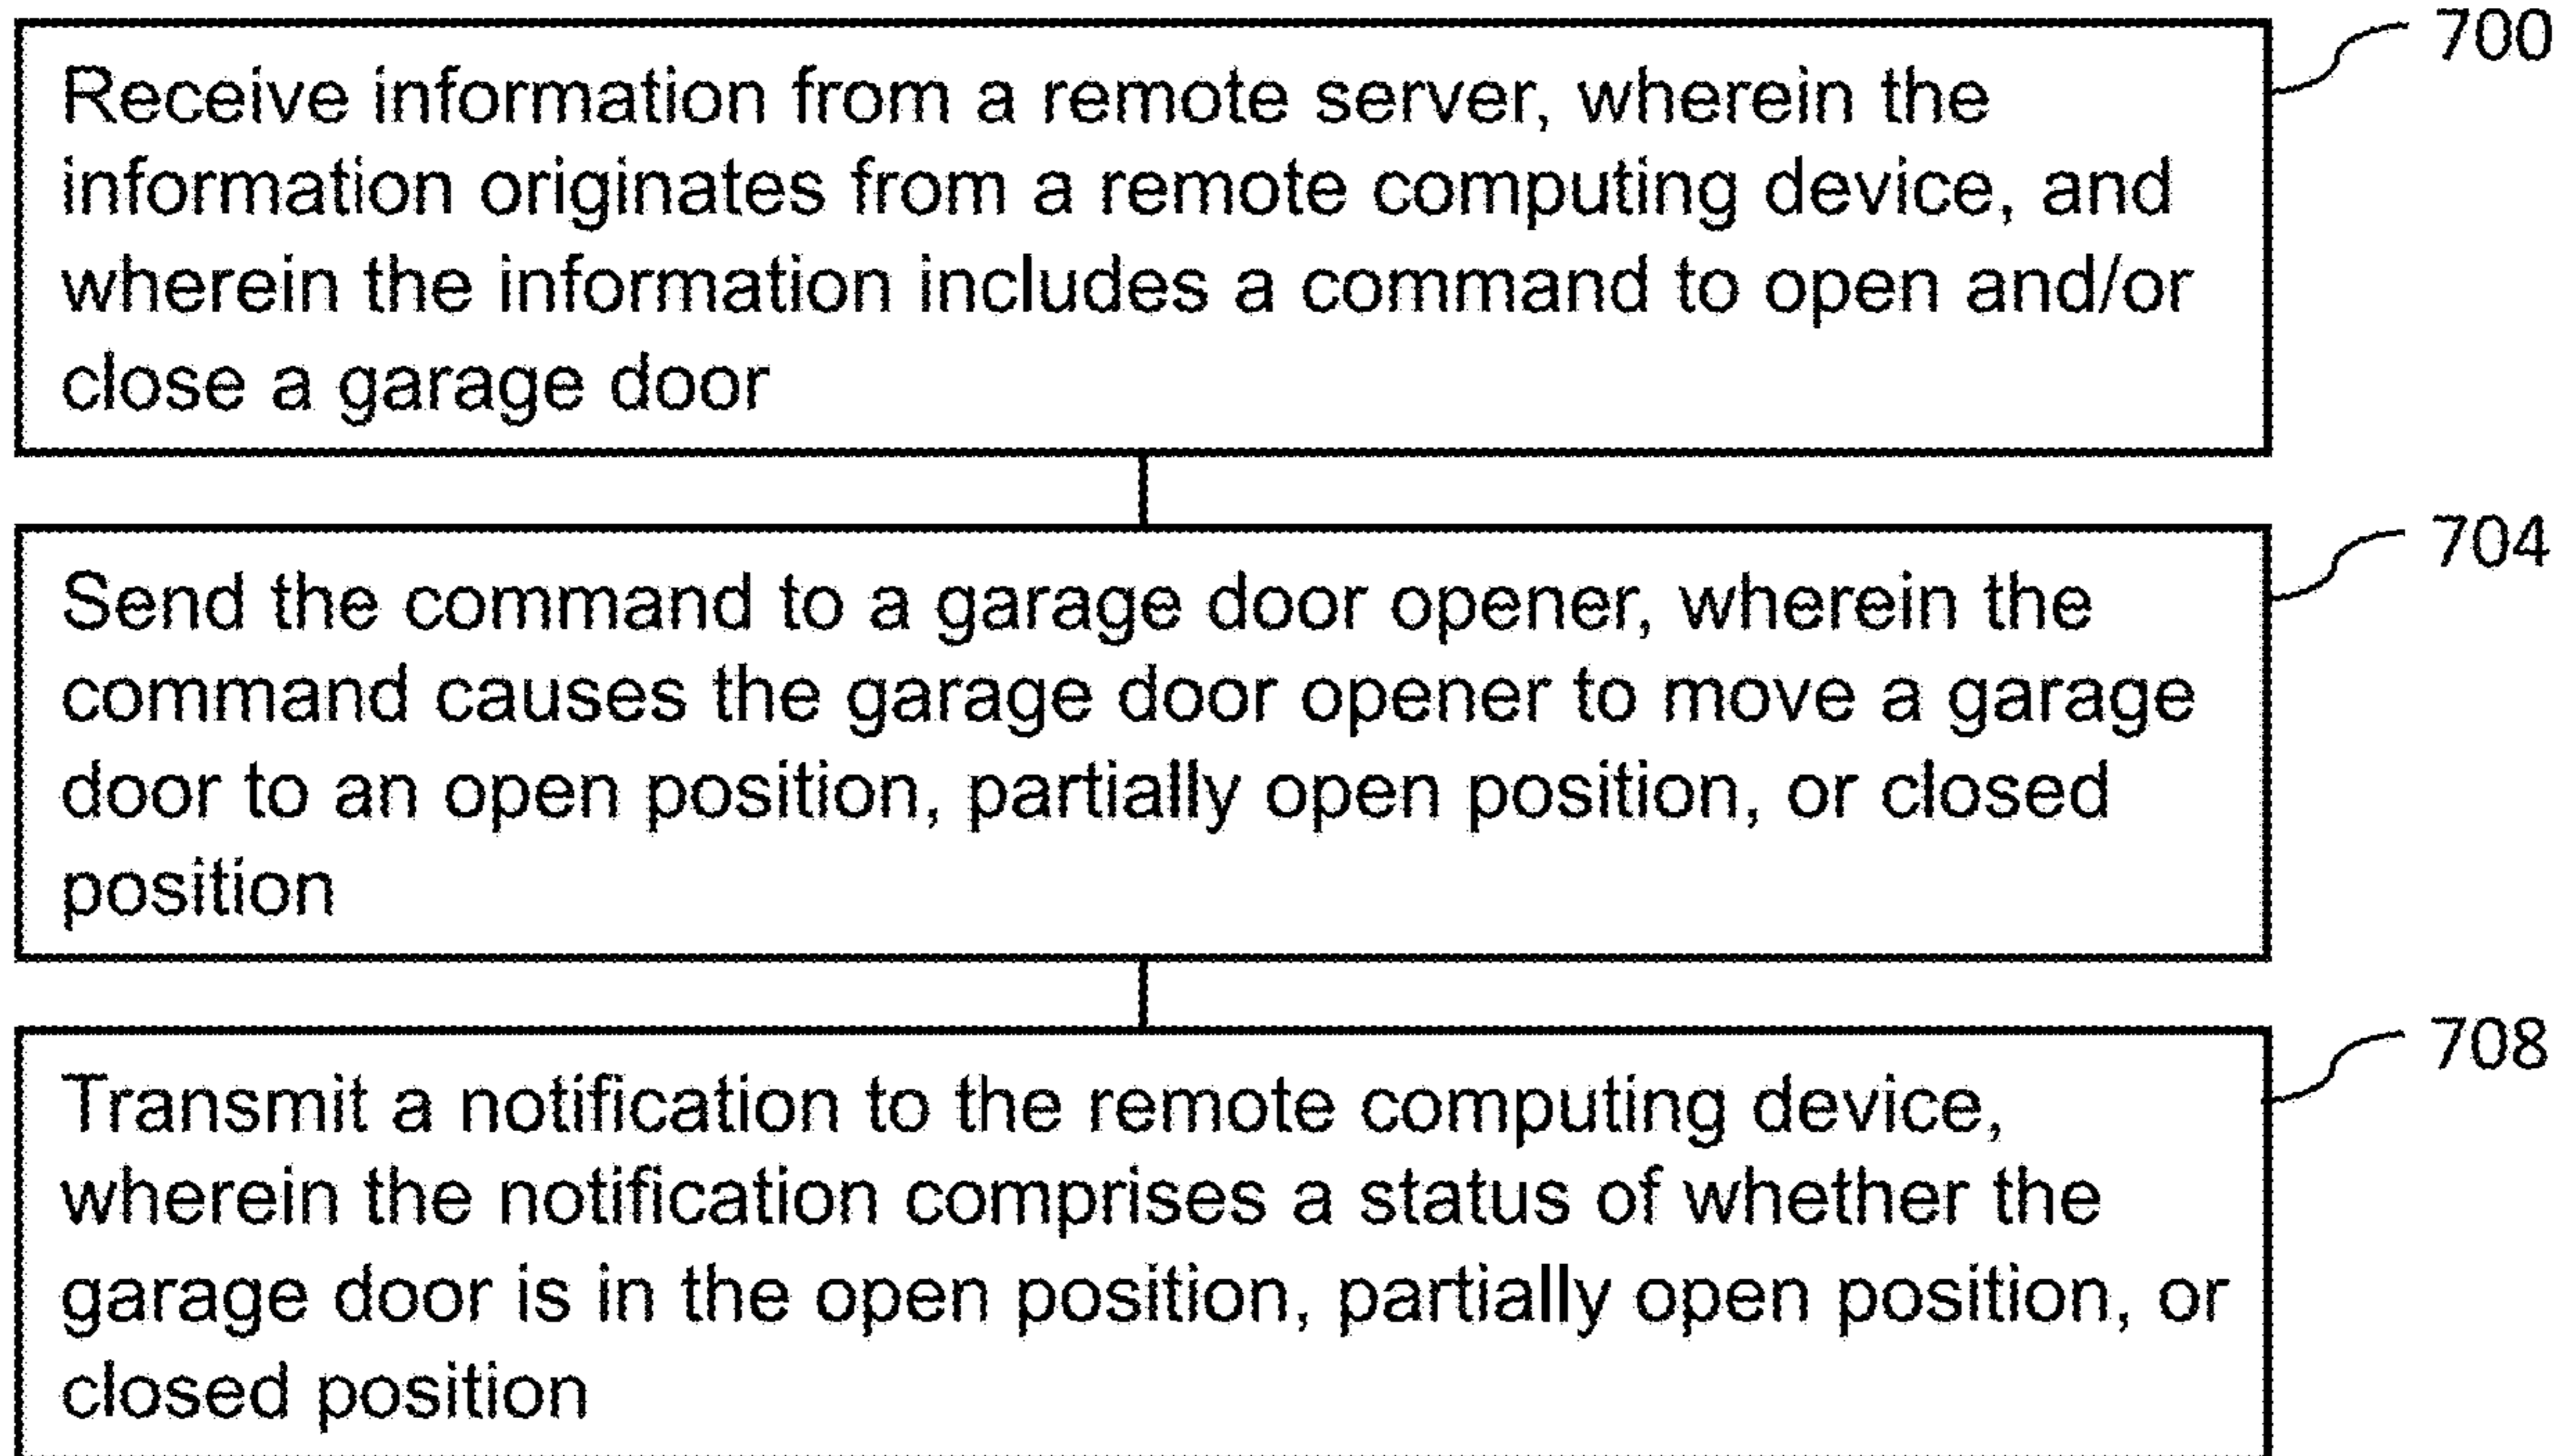 700
Receive information from a remote server, wherein the
information originates from a remote computing device, and
wherein the information includes a command to open and/or
close a garage door
704
Send the command to a garage door opener, wherein the
command causes the garage door opener to move a garage
door to an open position, partially open position, or closed
position
708
Transmit a notification to the remote computing device,
wherein the notification comprises a status of whether the
garage door is in the open position, partially open position, or
closed position